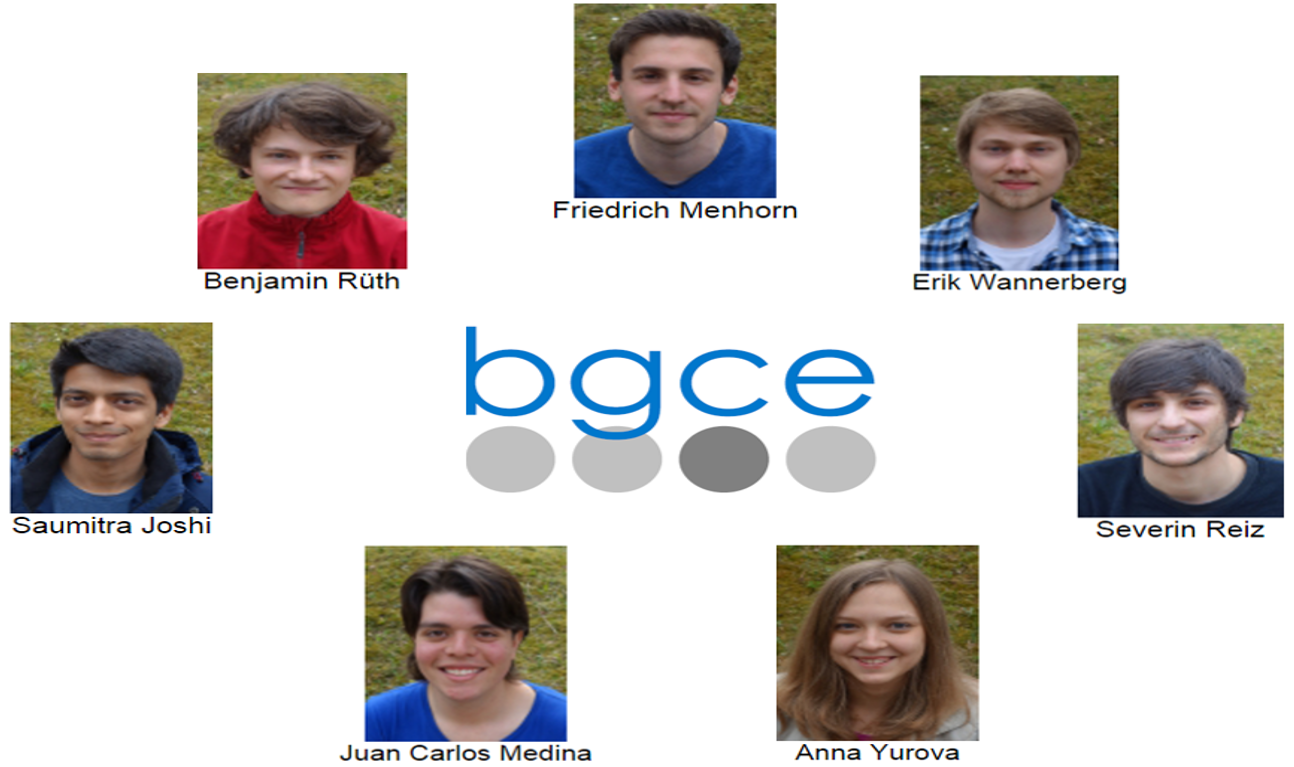 Friedrich Menhorn
Benjamin Rüth
Erik Wannerberg
bgce
Saumitra Joshi
Severin Reiz
Juan Carlos Medina
Anna Yurova